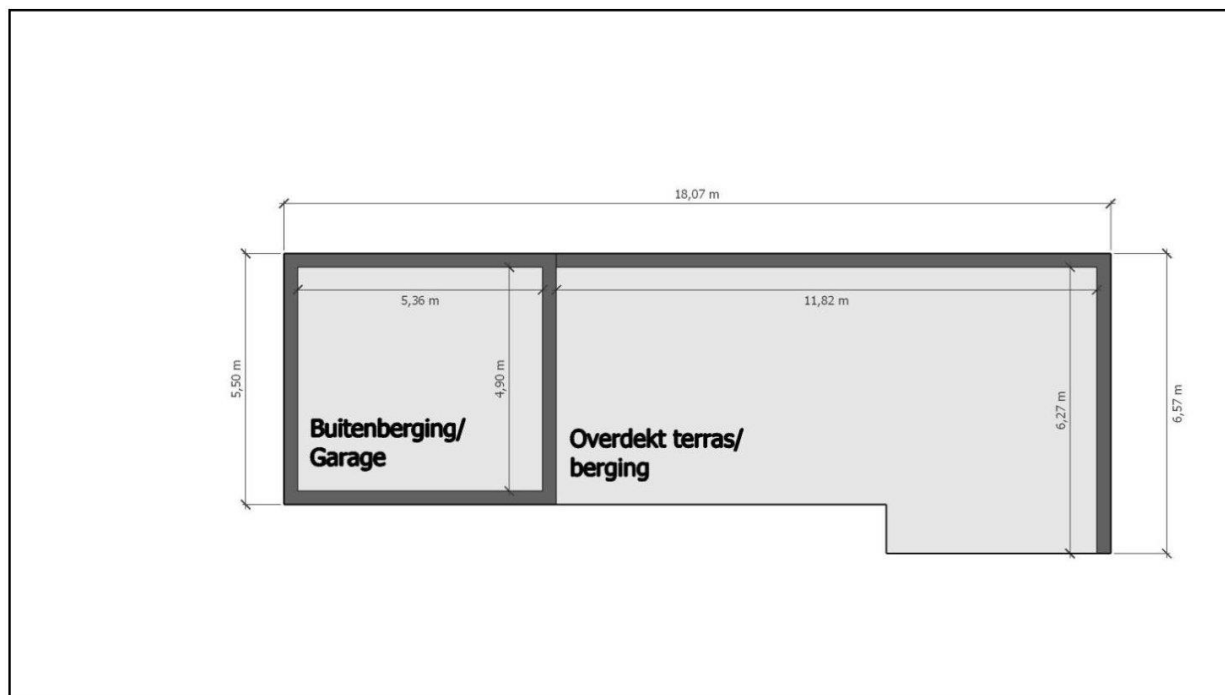 18,07 m
5,36 m
11,82 m
5,50 m
4,90 m
6,27 m
6,57 m
Buitenberging/
Garage
Overdekt terras/
berging